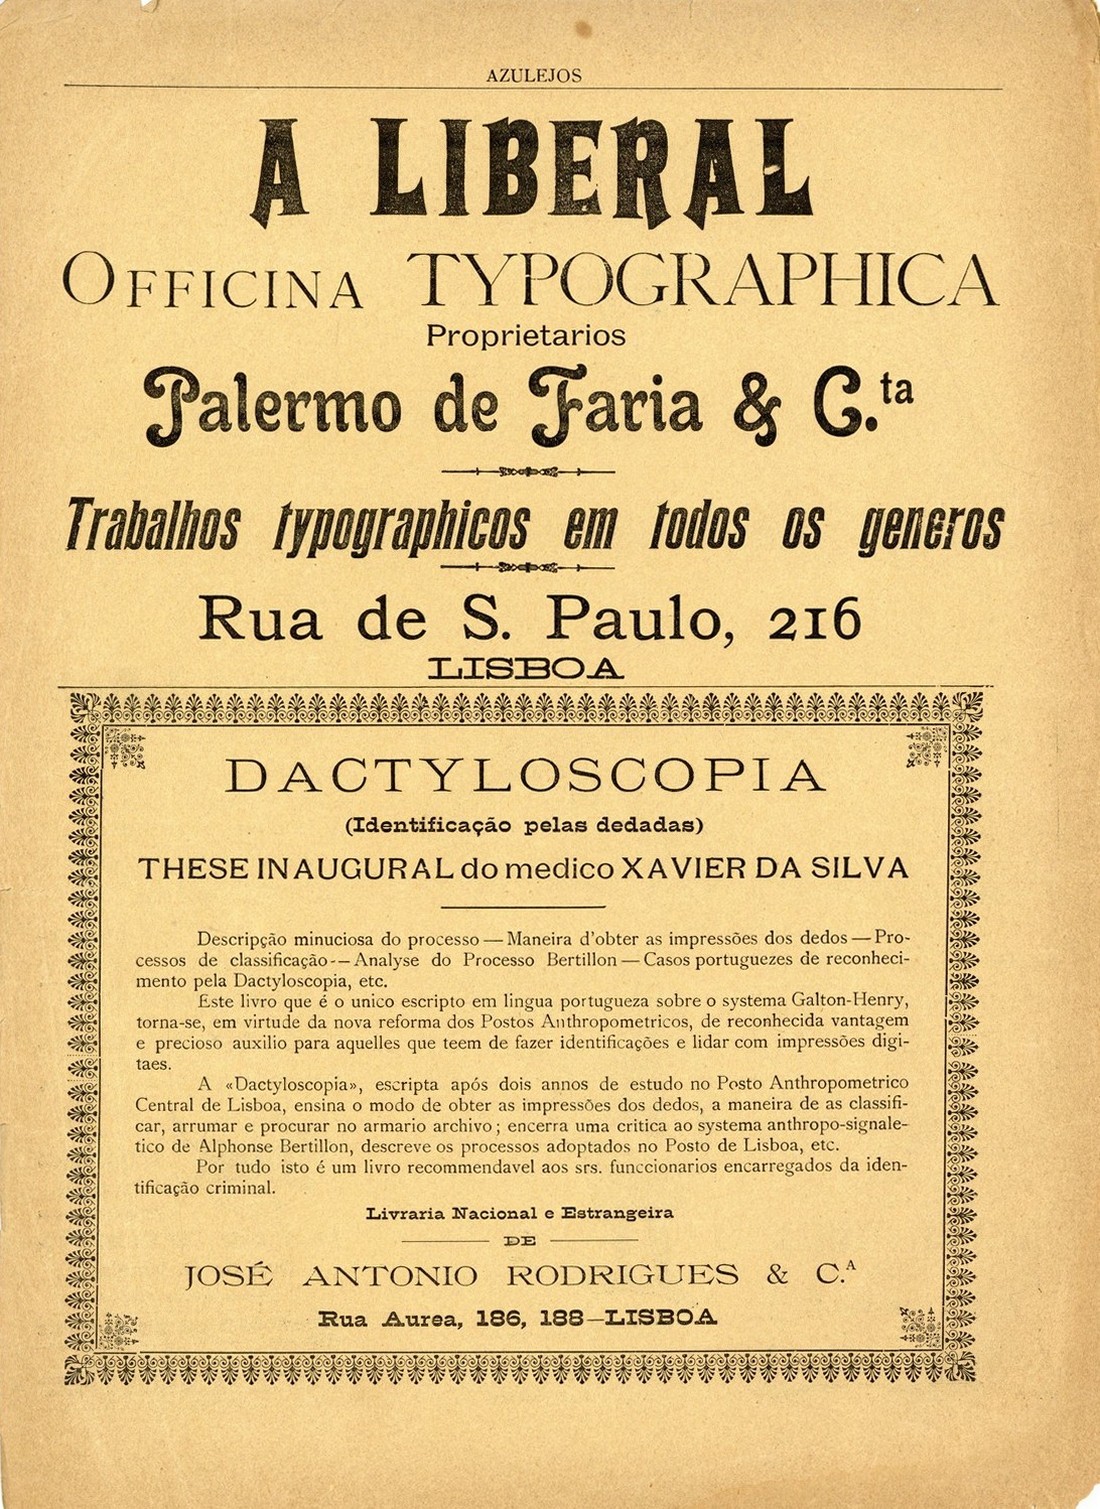 AZULEJOS
A LIBERAL
OFFICINA TYPOGRAPHICA
Proprietarios
Palermo de Faria & C.ta
Trabalhos typographicos em todos os generos
Rua de S. Paulo, 216
LISBOA
DACTYLOSCOPIA
(Identificação pelas dedadas)
THESE INAUGURAL do medico XAVIER DA SILVA
Descripção minuciosa do processo — Maneira d'obter as impressões dos dedos — Pro-
cessos de classificação -- Analyse do Processo Bertillon — Casos portuguezes de reconheci-
mento pela Dactyloscopia, etc.
Este livro que é o unico escripto em lingua portugueza sobre o systema Galton-Henry,
torna-se, em virtude da nova reforma dos Postos Anthropometricos, de reconhecida vantagem
e precioso auxilio para aquelles que teem de fazer identificações e lidar com impressões digi-
taes.
A «Dactyloscopia», escripta após dois annos de estudo no Posto Anthropometrico
Central de Lisboa, ensina o modo de obter as impressões dos dedos, a maneira de as classifi-
car, arrumar e procurar no armario archivo; encerra uma critica ao systema anthropo-signale-
tico de Alphonse Bertillon, descreve os processos adoptados no Posto de Lisboa, etc.
Por tudo isto é um livro recommendavel aos srs. funccionarios encarregados da iden-
tificação criminal.
Livraria Nacional e Estrangeira
DE
JOSÉ ANTONIO RODRIGUES & C.A
Rua Aurea, 186, 188—LISBOA